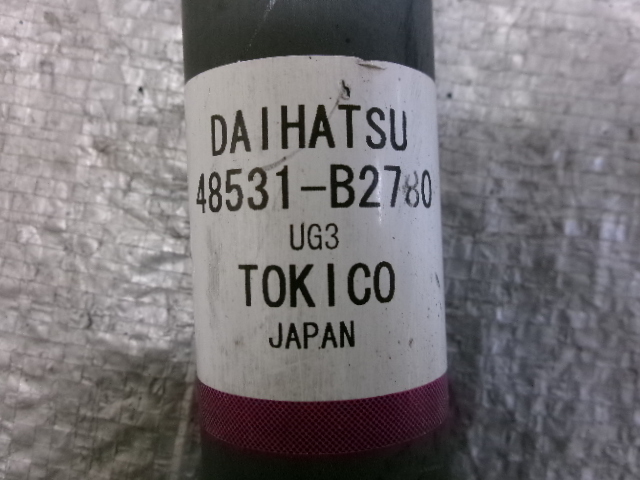 DAIHATSU
48531-B2780
UG3
TOKICO
JAPAN